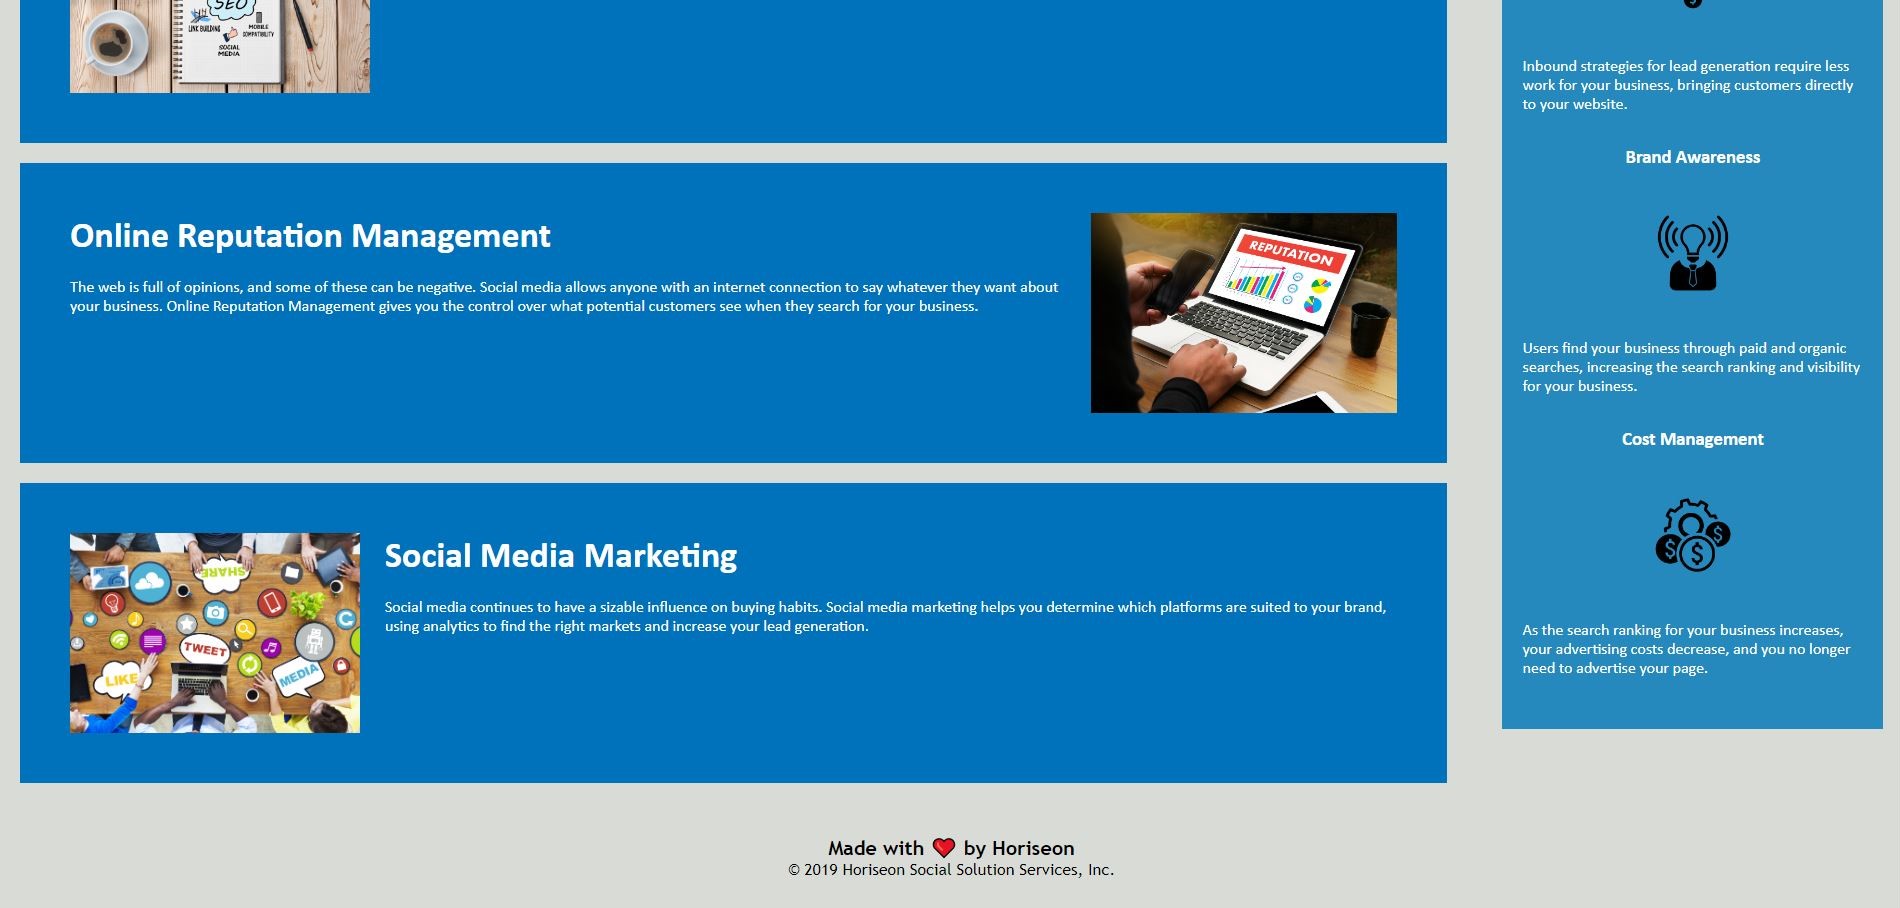 SEO
LINK BUILDING
MOBILE
COMPATIBILITY
SOCIAL
MEDIA
Online Reputation Management
The web is full of opinions, and some of these can be negative. Social media allows anyone with an internet connection to say whatever they want about
your business. Online Reputation Management gives you the control over what potential customers see when they search for your business.
REPUTATION
SHARE
TWEET
LIKE
MEDIA
Social Media Marketing
Social media continues to have a sizable influence on buying habits. Social media marketing helps you determine which platforms are suited to your brand,
using analytics to find the right markets and increase your lead generation.
$
Inbound strategies for lead generation require less
work for your business, bringing customers directly
to your website.
Brand Awareness
Users find your business through paid and organic
searches, increasing the search ranking and visibility
for your business.
Cost Management
$ $ $
As the search ranking for your business increases,
your advertising costs decrease, and you no longer
need to advertise your page.
Made with ❤️ by Horiseon
© 2019 Horiseon Social Solution Services, Inc.